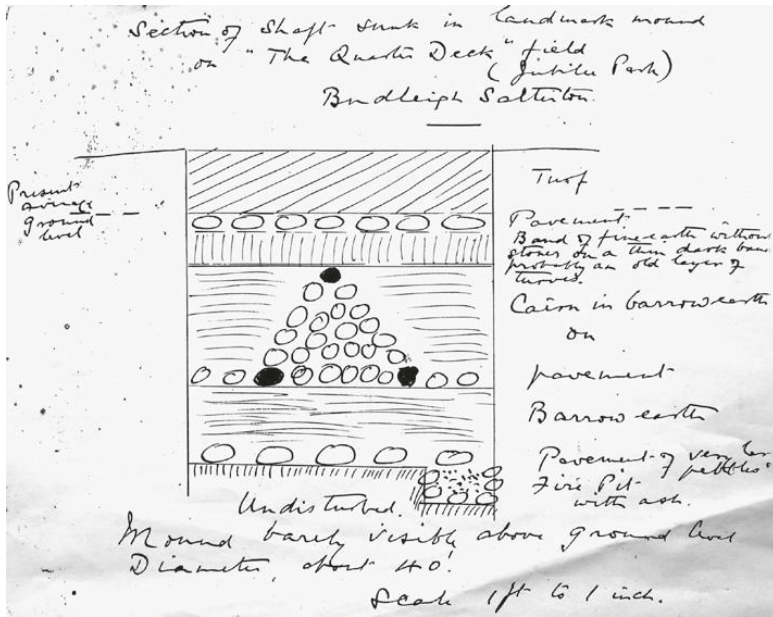 Section of Shaft sunk in landmark mound
on "The Quarter Deck" field
(Jubilee Park)
Budleigh Salterton.
Present
average
ground
level
Turf
Pavement
Band of fine earth without
stones on a thin dark band
probably an old layer of
turves.
Cairn in barrow earth
on
pavement
Barrow earth
Pavement of very
pebbles
Fire Pit
with ash.
Undisturbed.
Mound barely visible above ground level
Diameter, about 40'.
Scale 1 ft to 1 inch.